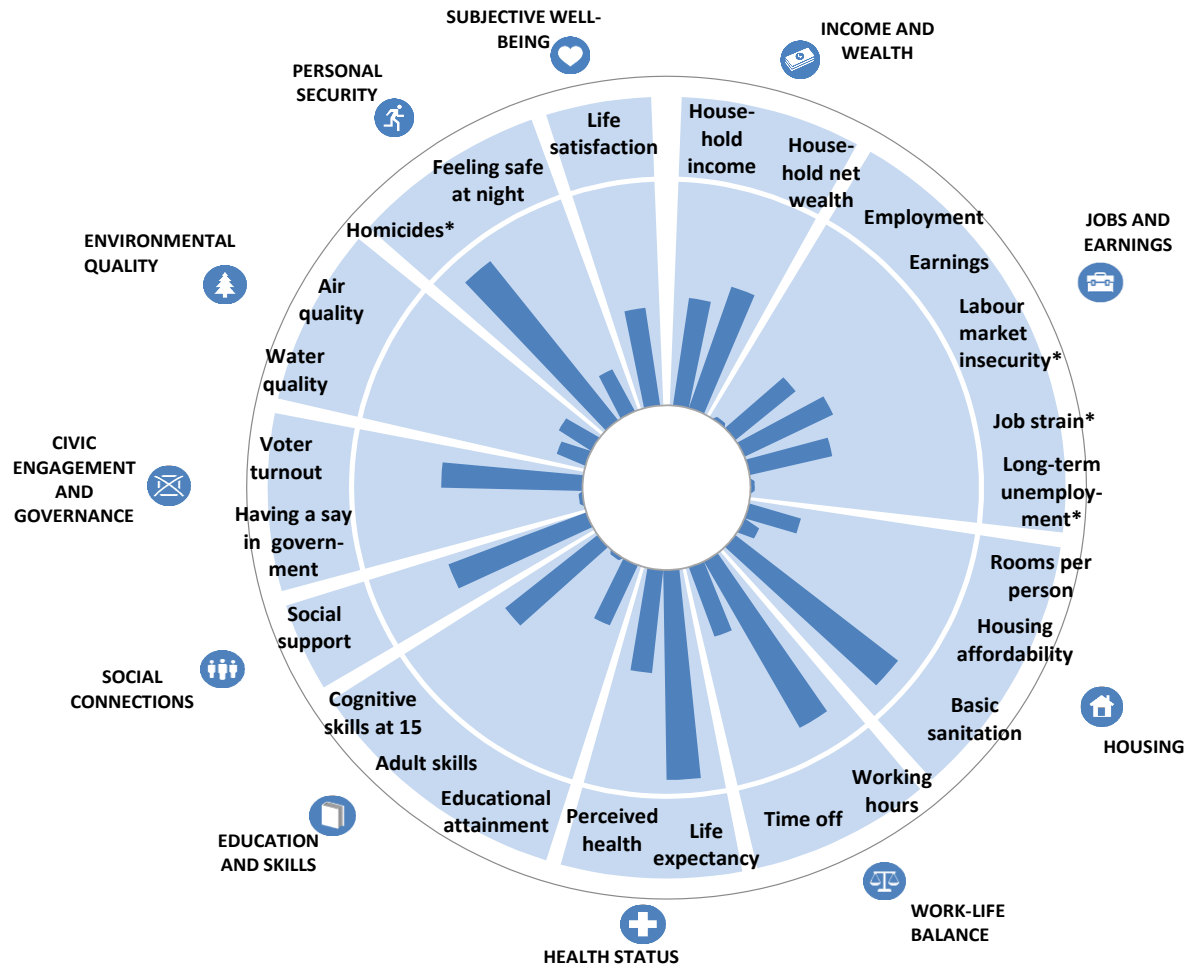 SUBJECTIVE WELL-
BEING
INCOME AND
WEALTH
PERSONAL
SECURITY
House-
hold
income
Life
satisfaction
House-
hold net
wealth
Feeling safe
at night
Employment
Homicides*
JOBS AND
EARNINGS
ENVIRONMENTAL
QUALITY
Earnings
Air
quality
Labour
market
insecurity*
Water
quality
Job strain*
CIVIC
ENGAGEMENT
AND
GOVERNANCE
Voter
turnout
Long-term
unemploy-
ment*
Having a say
in govern-
ment
Rooms per
person
Social
support
Housing
affordability
SOCIAL
CONNECTIONS
Cognitive
skills at 15
Basic
sanitation
HOUSING
Adult skills
Working
hours
Educational
attainment
Perceived
health
Life
expectancy
Time off
EDUCATION
AND SKILLS
WORK-LIFE
BALANCE
HEALTH STATUS